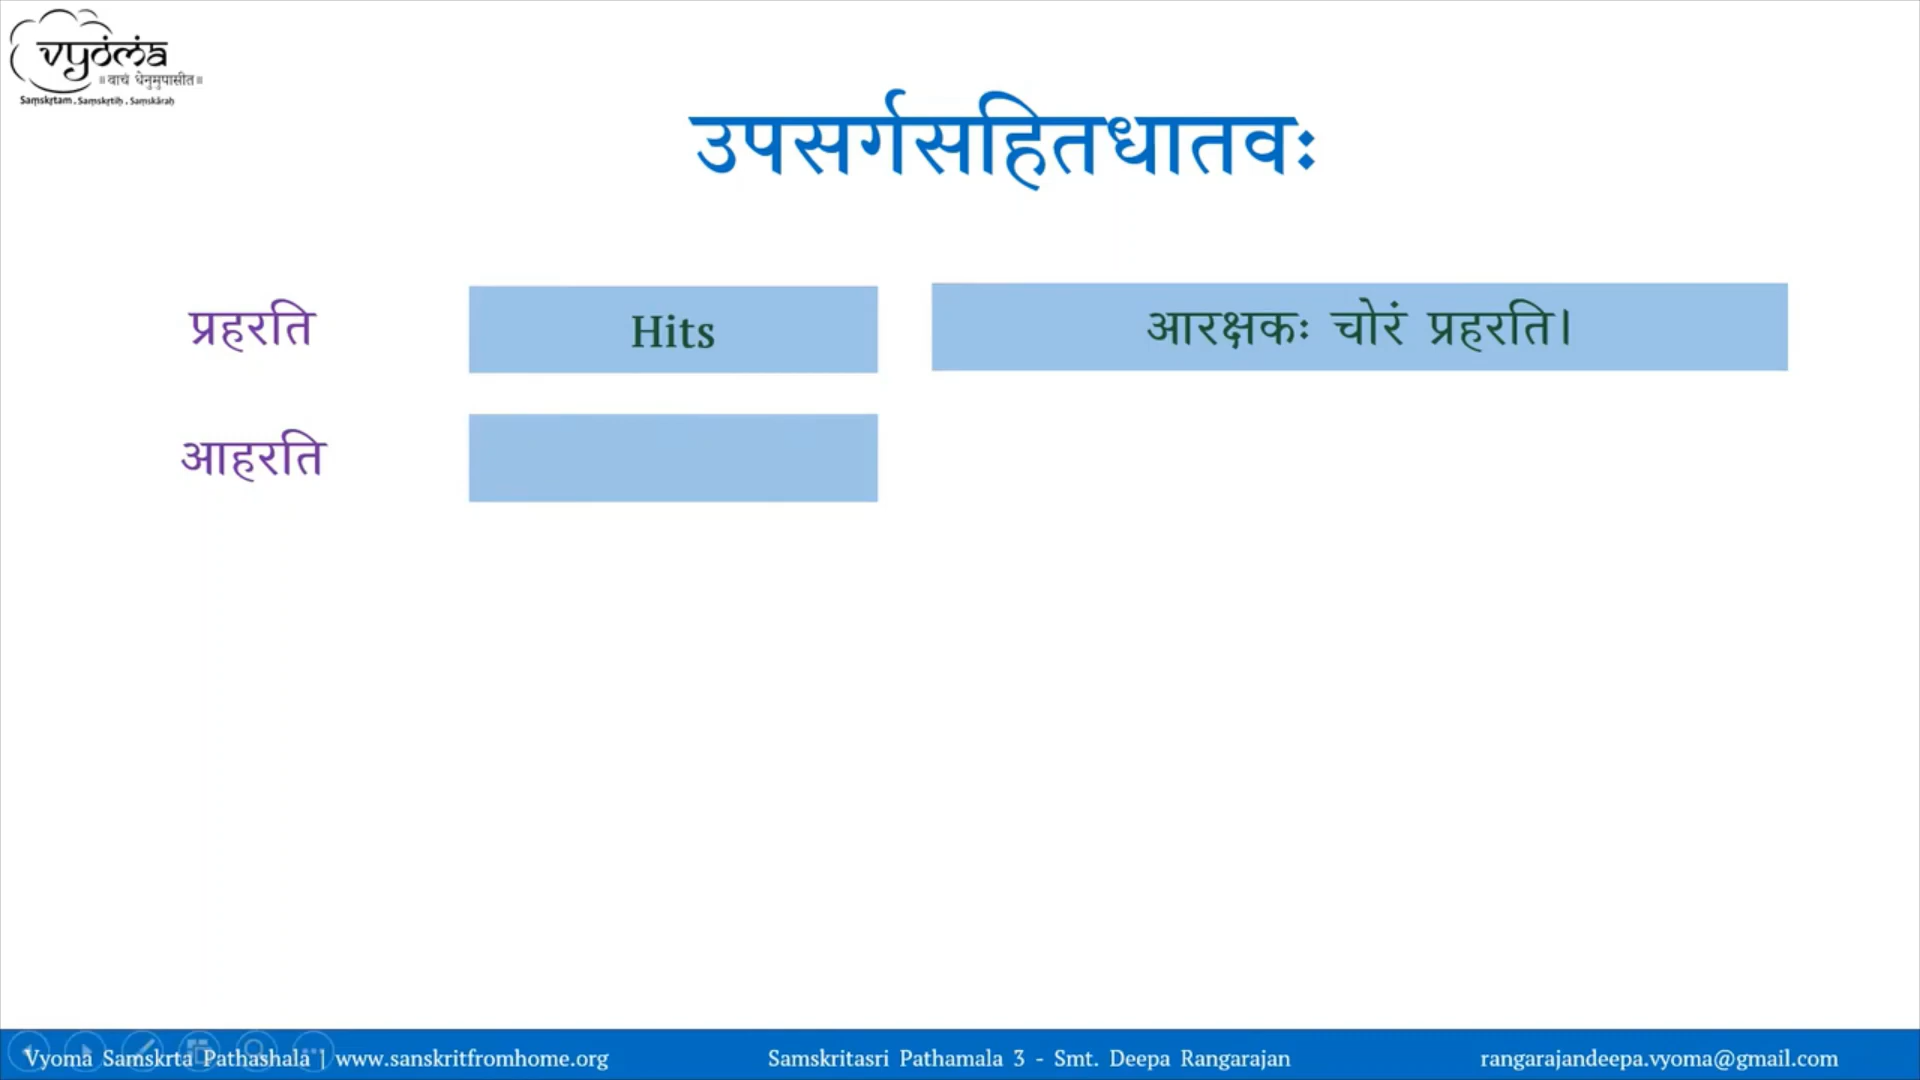 vyoma
॥ वाचं धेनुमुपासीत॥
Saṃskṛtam . Saṃskṛtiḥ . Saṃskāraḥ
उपसर्गसहितधातवः
प्रहरति Hits आरक्षकः चोरं प्रहरति।
आहरति
Vyoma Samskrta Pathashala | www.sanskritfromhome.org Samskritasri Pathamala 3 - Smt. Deepa Rangarajan rangarajandeepa.vyoma@gmail.com